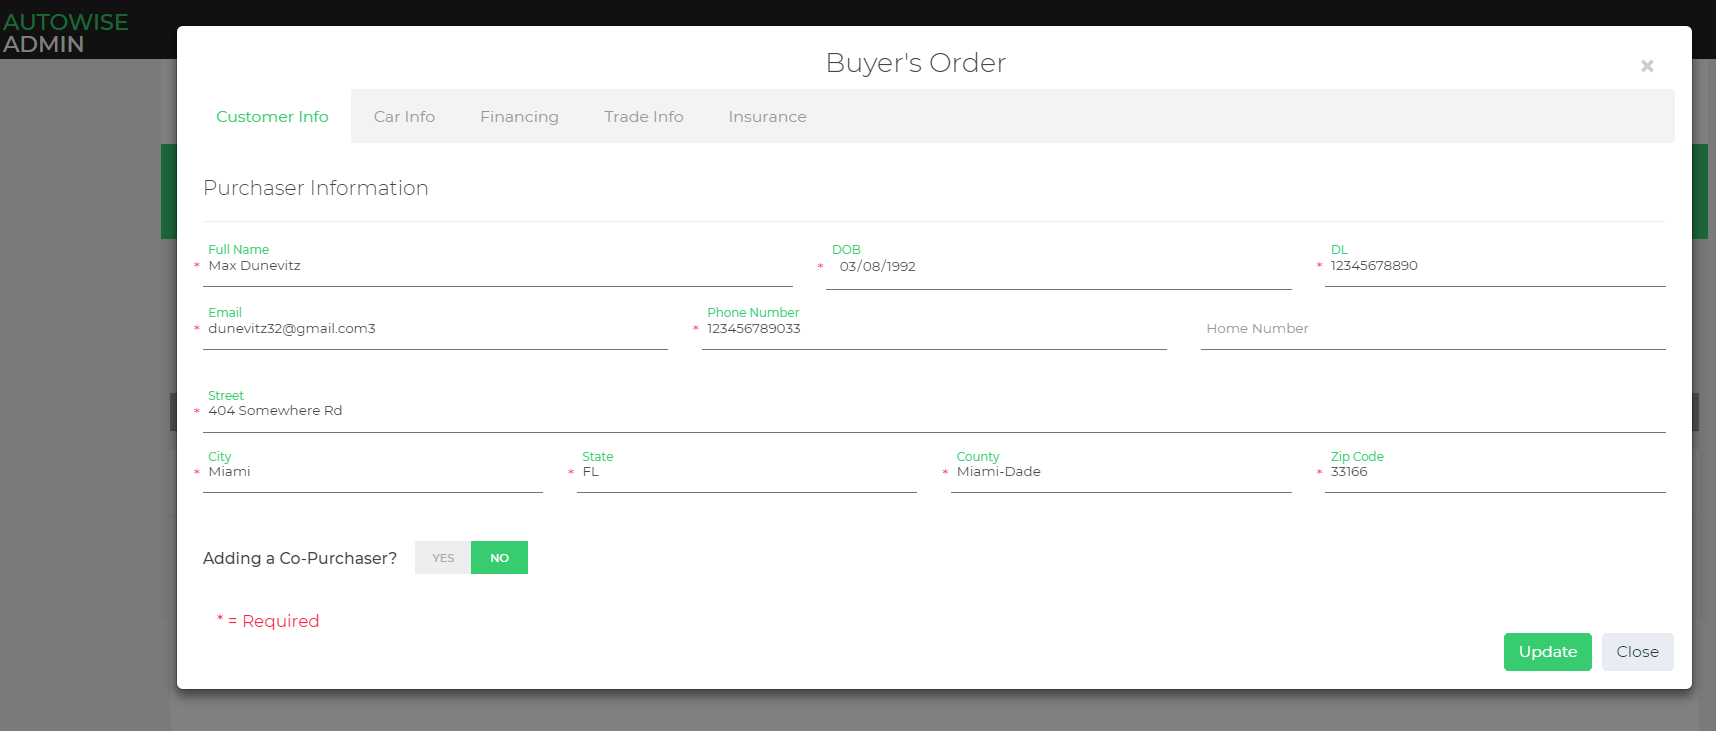 AUTOWISE
ADMIN
Buyer's Order
×
Customer Info Car Info Financing Trade Info Insurance
Purchaser Information
Full Name DOB DL
* Max Dunevitz * 03/08/1992 * 12345678890
Email Phone Number
* dunevitz32@gmail.com3 * 123456789033 Home Number
Street
* 404 Somewhere Rd
City State County Zip Code
* Miami * FL * Miami-Dade * 33166
Adding a Co-Purchaser? YES NO
* = Required
Update Close